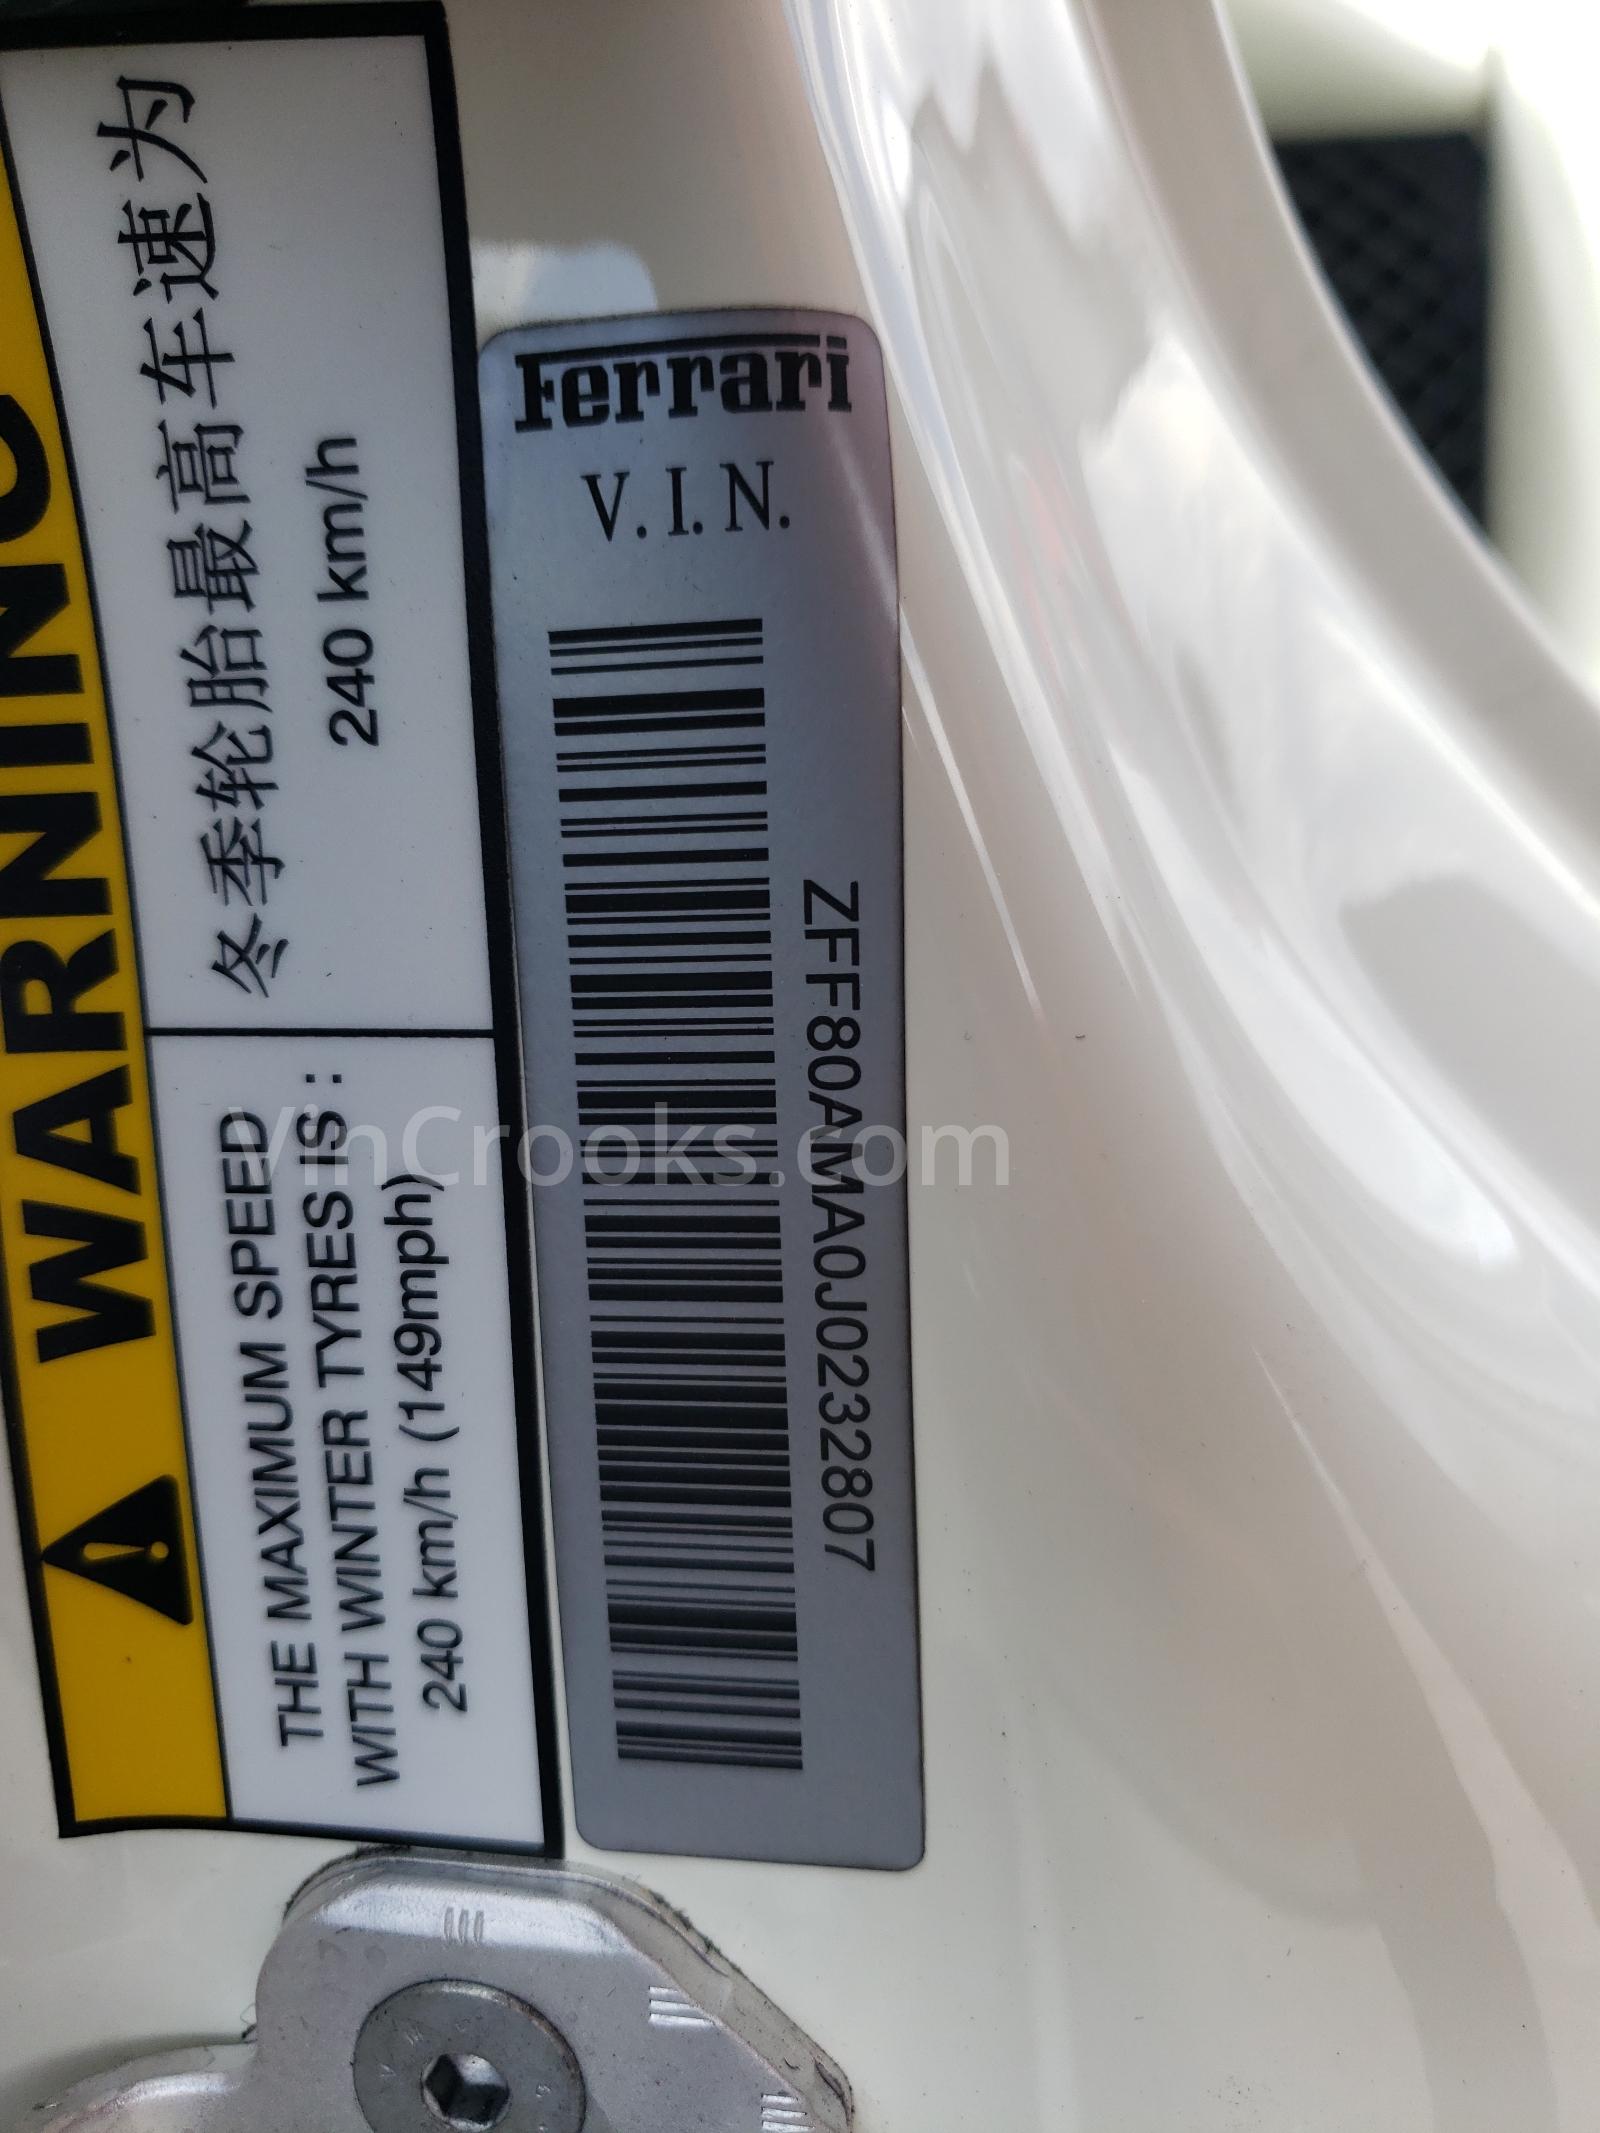 WARNING
冬季轮胎最高车速为
240 km/h
THE MAXIMUM SPEED
WITH WINTER TYRES IS :
240 km/h (149mph)
Ferrari
V.I.N.
ZFF80AMA0J0232807
VinCrooks.com